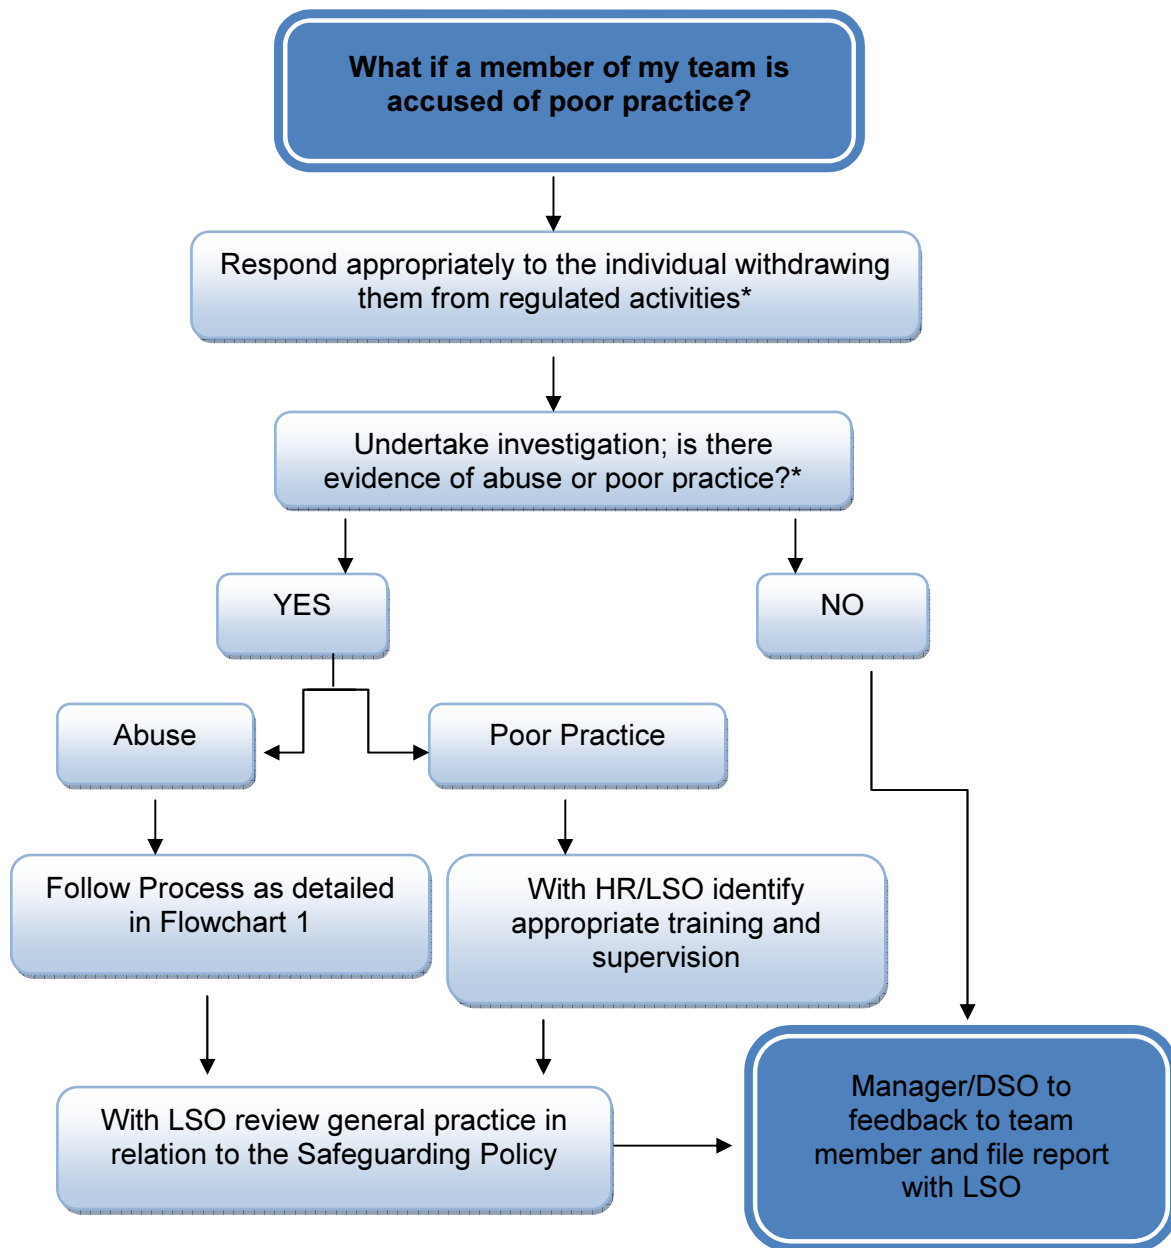 What if a member of my team is
accused of poor practice?
Respond appropriately to the individual withdrawing
them from regulated activities*
Undertake investigation; is there
evidence of abuse or poor practice?*
YES
NO
Abuse
Poor Practice
Follow Process as detailed
in Flowchart 1
With HR/LSO identify
appropriate training and
supervision
With LSO review general practice in
relation to the Safeguarding Policy
Manager/DSO to
feedback to team
member and file report
with LSO